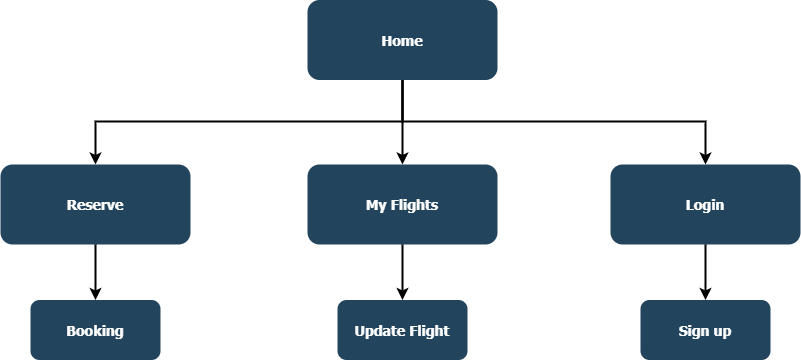 Home
Reserve
My Flights
Login
Booking
Update Flight
Sign up